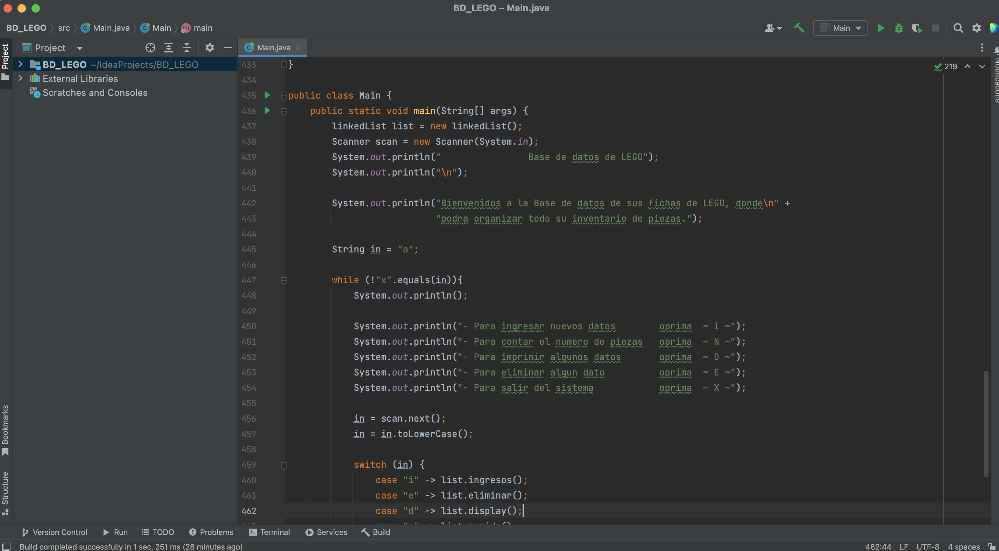 BD_LEGO – Main.java
BD_LEGO src Main.java Main main
Main
Project
Main.java
Project
BD_LEGO ~/IdeaProjects/BD_LEGO
External Libraries
Scratches and Consoles
219
Notifications
433 }
434
435 public class Main {
436 public static void main(String[] args) {
437 linkedList list = new linkedList();
438 Scanner scan = new Scanner(System.in);
439 System.out.println("                Base de datos de LEGO");
440 System.out.println("\n");
441
442 System.out.println("Bienvenidos a la Base de datos de sus fichas de LEGO, donde\n" +
443 "podra organizar todo su inventario de piezas.");
444
445 String in = "a";
446
447 while (!"x".equals(in)){
448 System.out.println();
449
450 System.out.println("- Para ingresar nuevos datos        oprima  ~ I ~");
451 System.out.println("- Para contar el numero de piezas   oprima  ~ N ~");
452 System.out.println("- Para imprimir algunos datos       oprima  ~ D ~");
453 System.out.println("- Para eliminar algun dato          oprima  ~ E ~");
454 System.out.println("- Para salir del sistema            oprima  ~ X ~");
455
456 in = scan.next();
457 in = in.toLowerCase();
458
459 switch (in) {
460 case "i" -> list.ingresos();
461 case "e" -> list.eliminar();
462 case "d" -> list.display();
Bookmarks
Structure
Version Control Run TODO Problems Terminal Services Build
Build completed successfully in 1 sec, 251 ms (28 minutes ago)
462:44 LF UTF-8 4 spaces